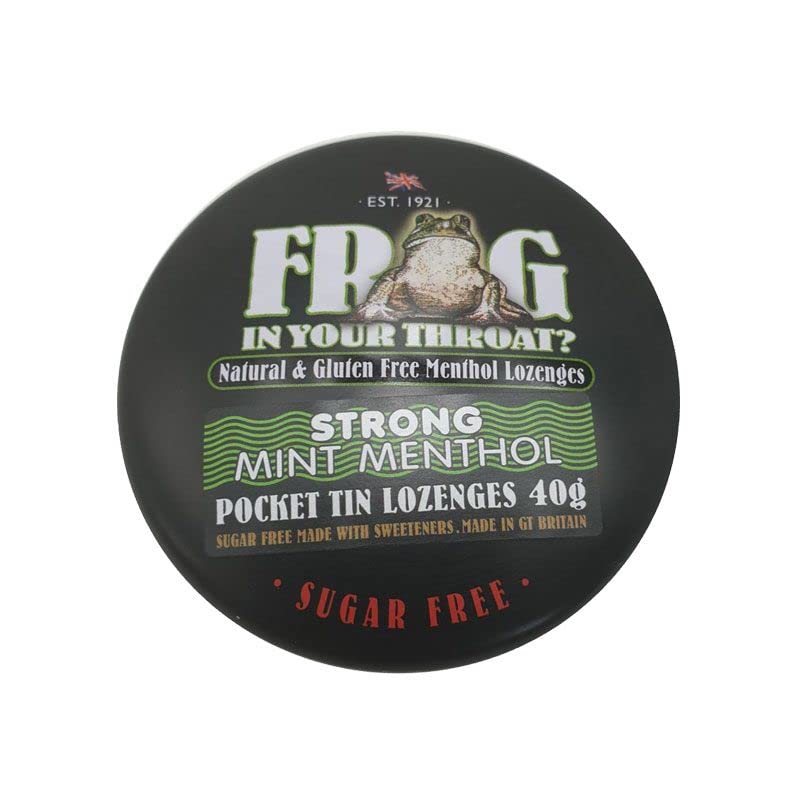 · EST. 1921 ·
FROG
IN YOUR THROAT?
Natural & Gluten Free Menthol Lozenges
STRONG
MINT MENTHOL
POCKET TIN LOZENGES 40g
SUGAR FREE MADE WITH SWEETENERS. MADE IN GT BRITAIN
· SUGAR FREE ·